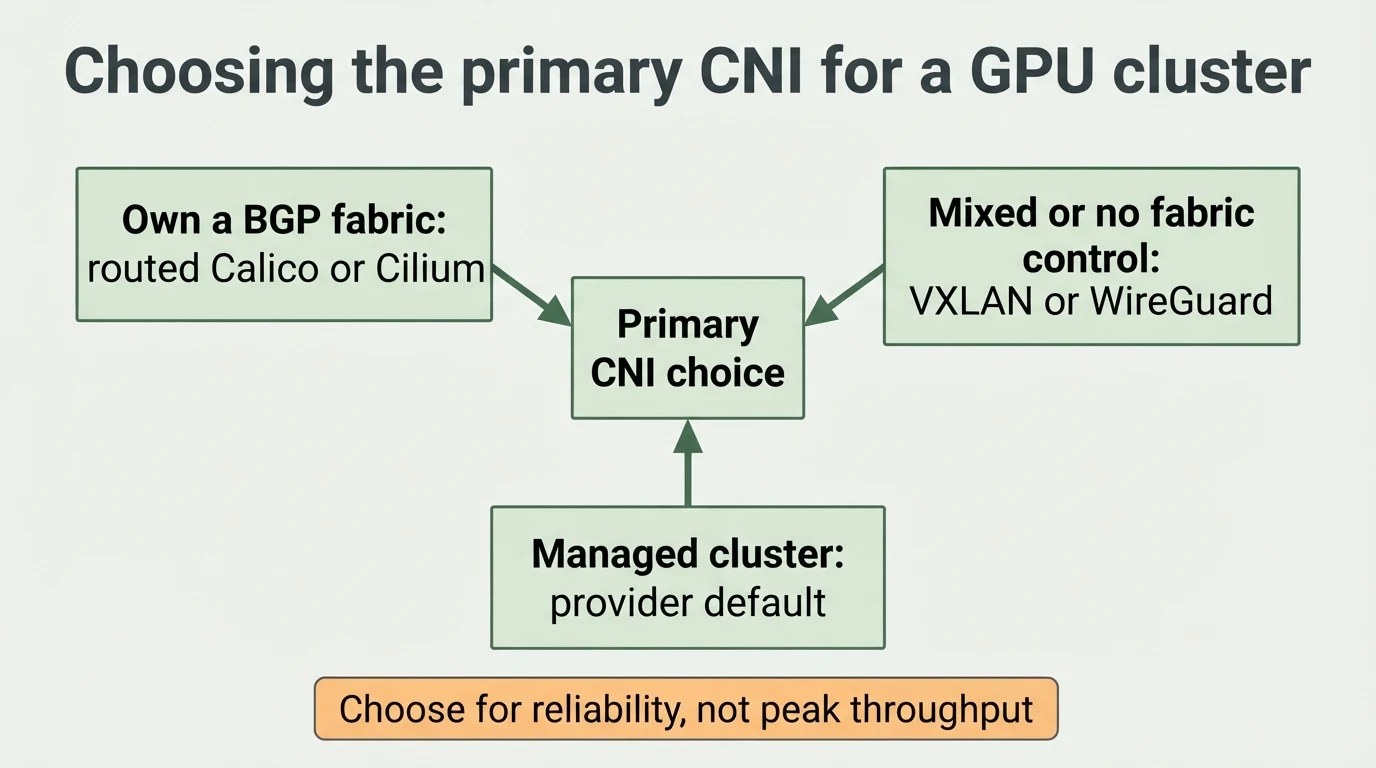 Choosing the primary CNI for a GPU cluster
Own a BGP fabric:
routed Calico or Cilium
Mixed or no fabric
control:
VXLAN or WireGuard
Primary
CNI choice
Managed cluster:
provider default
Choose for reliability, not peak throughput